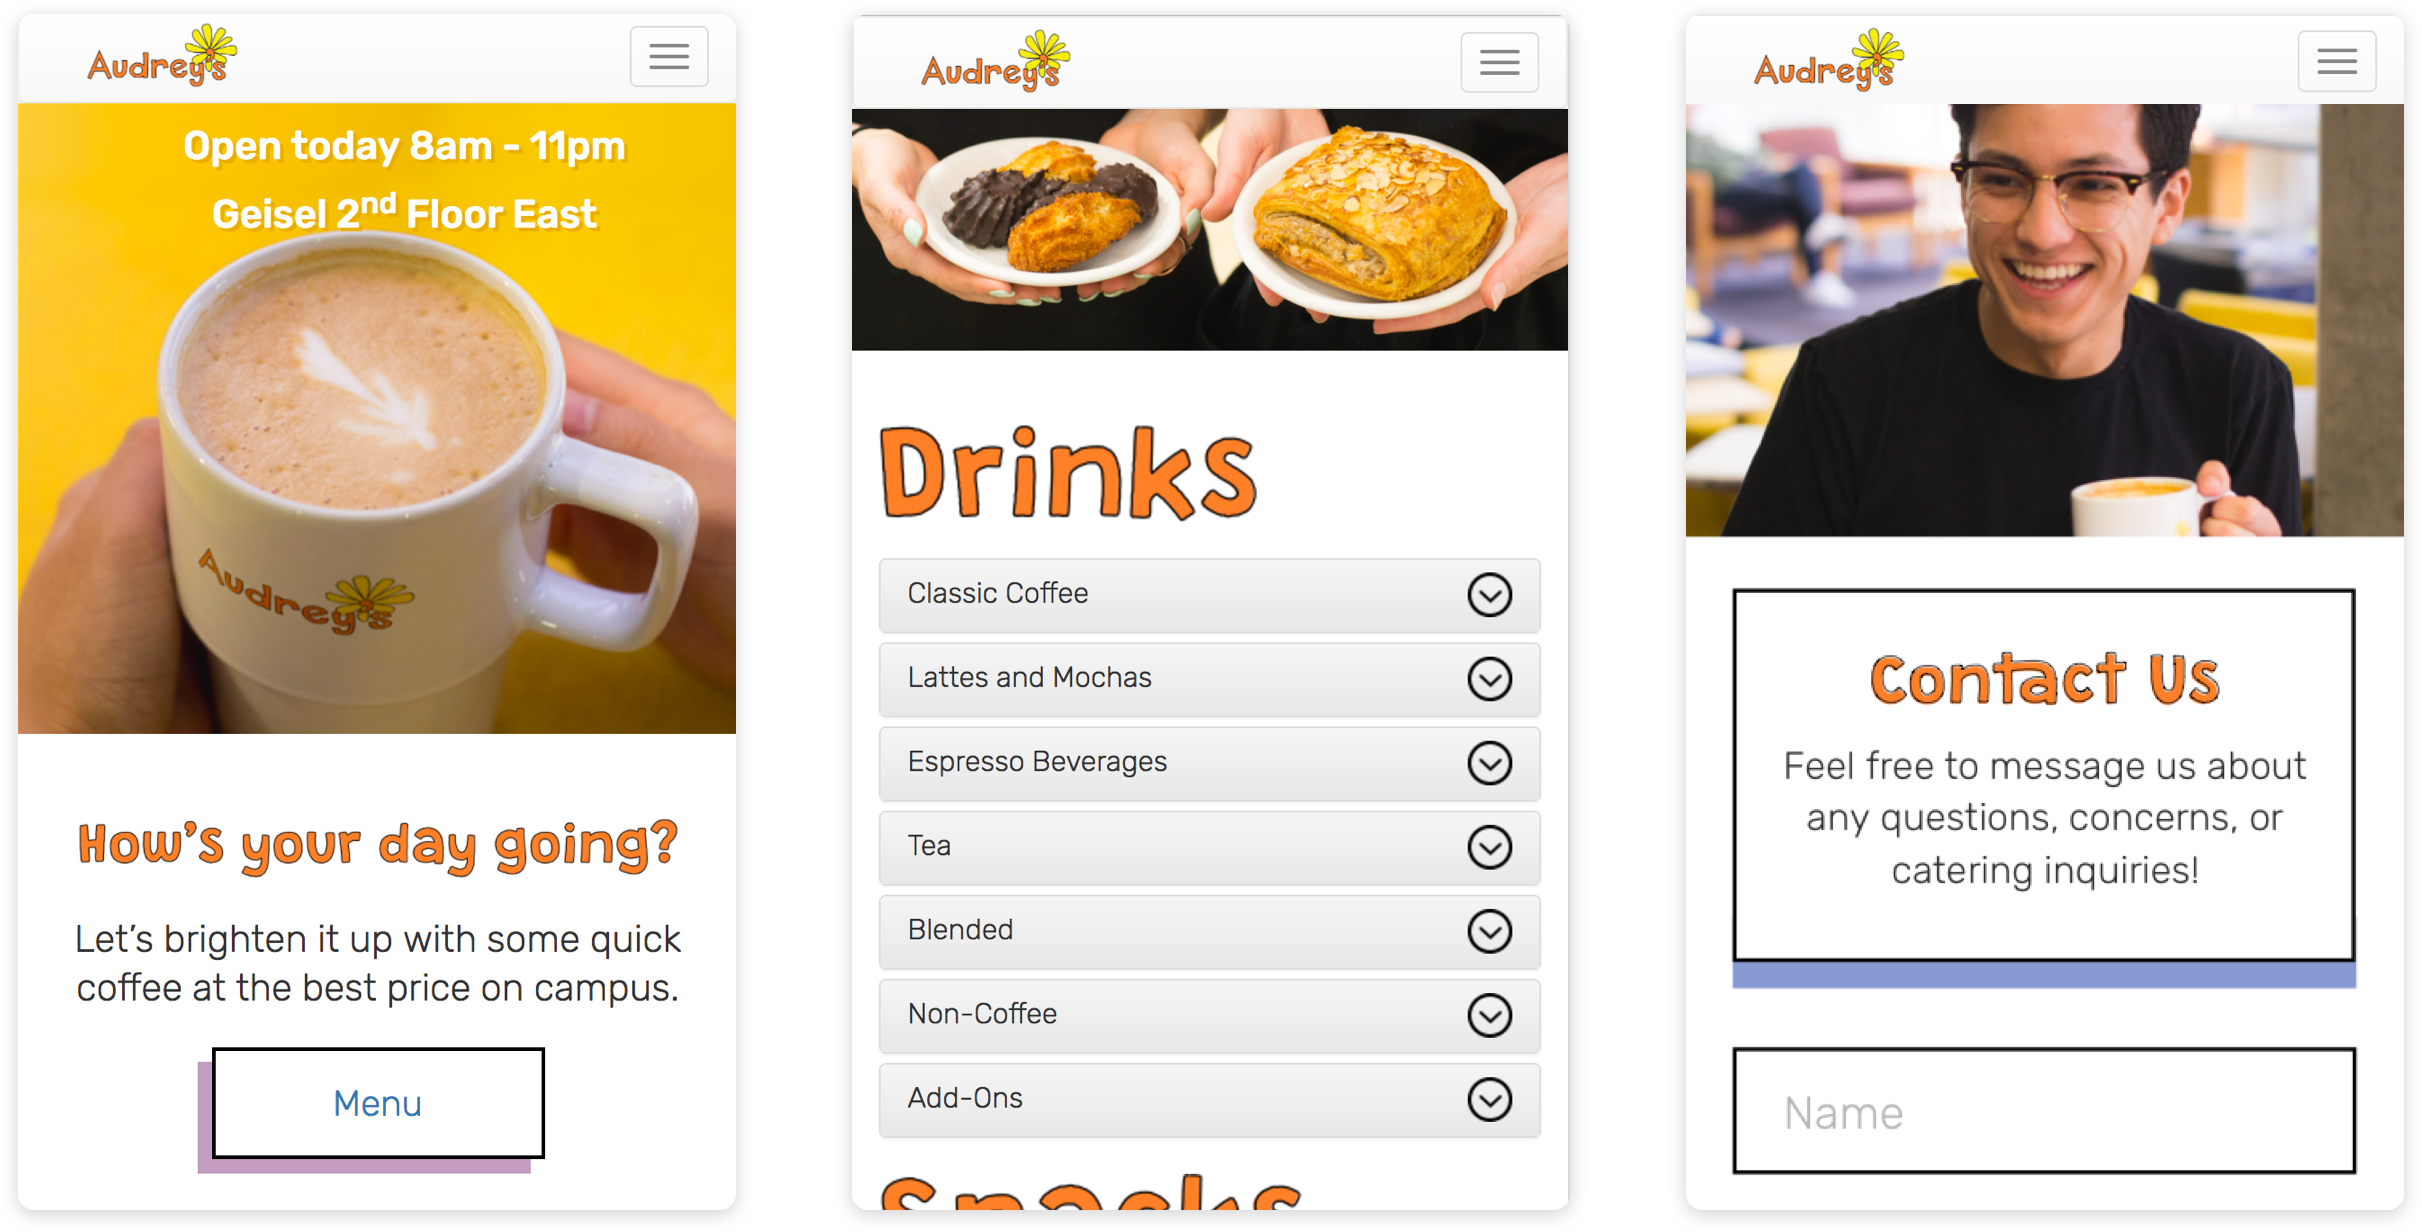 Audrey's
Open today 8am - 11pm
Geisel 2nd Floor East
Audrey's
How's your day going?
Let's brighten it up with some quick
coffee at the best price on campus.
Menu
Audrey's
Drinks
Classic Coffee
Lattes and Mochas
Espresso Beverages
Tea
Blended
Non-Coffee
Add-Ons
Snacks
Audrey's
Contact Us
Feel free to message us about
any questions, concerns, or
catering inquiries!
Name